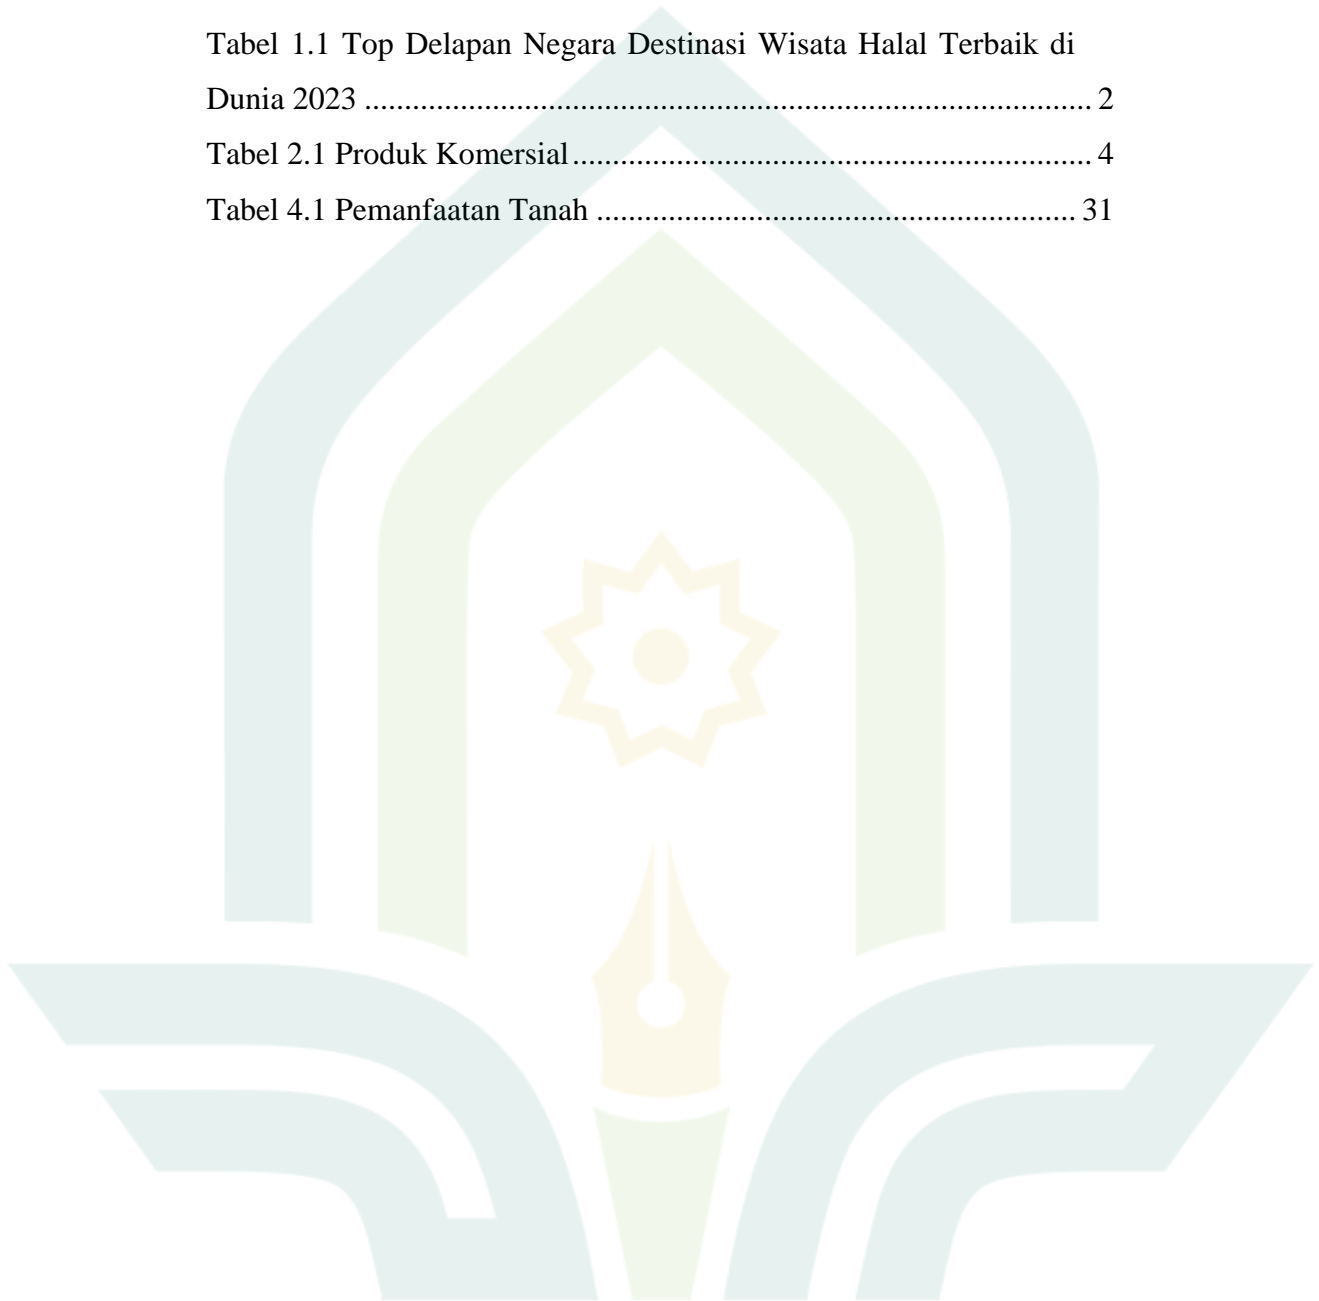 Tabel 1.1 Top Delapan Negara Destinasi Wisata Halal Terbaik di
Dunia 2023 .......................................................................................... 2
Tabel 2.1 Produk Komersial................................................................ 4
Tabel 4.1 Pemanfaatan Tanah ........................................................... 31